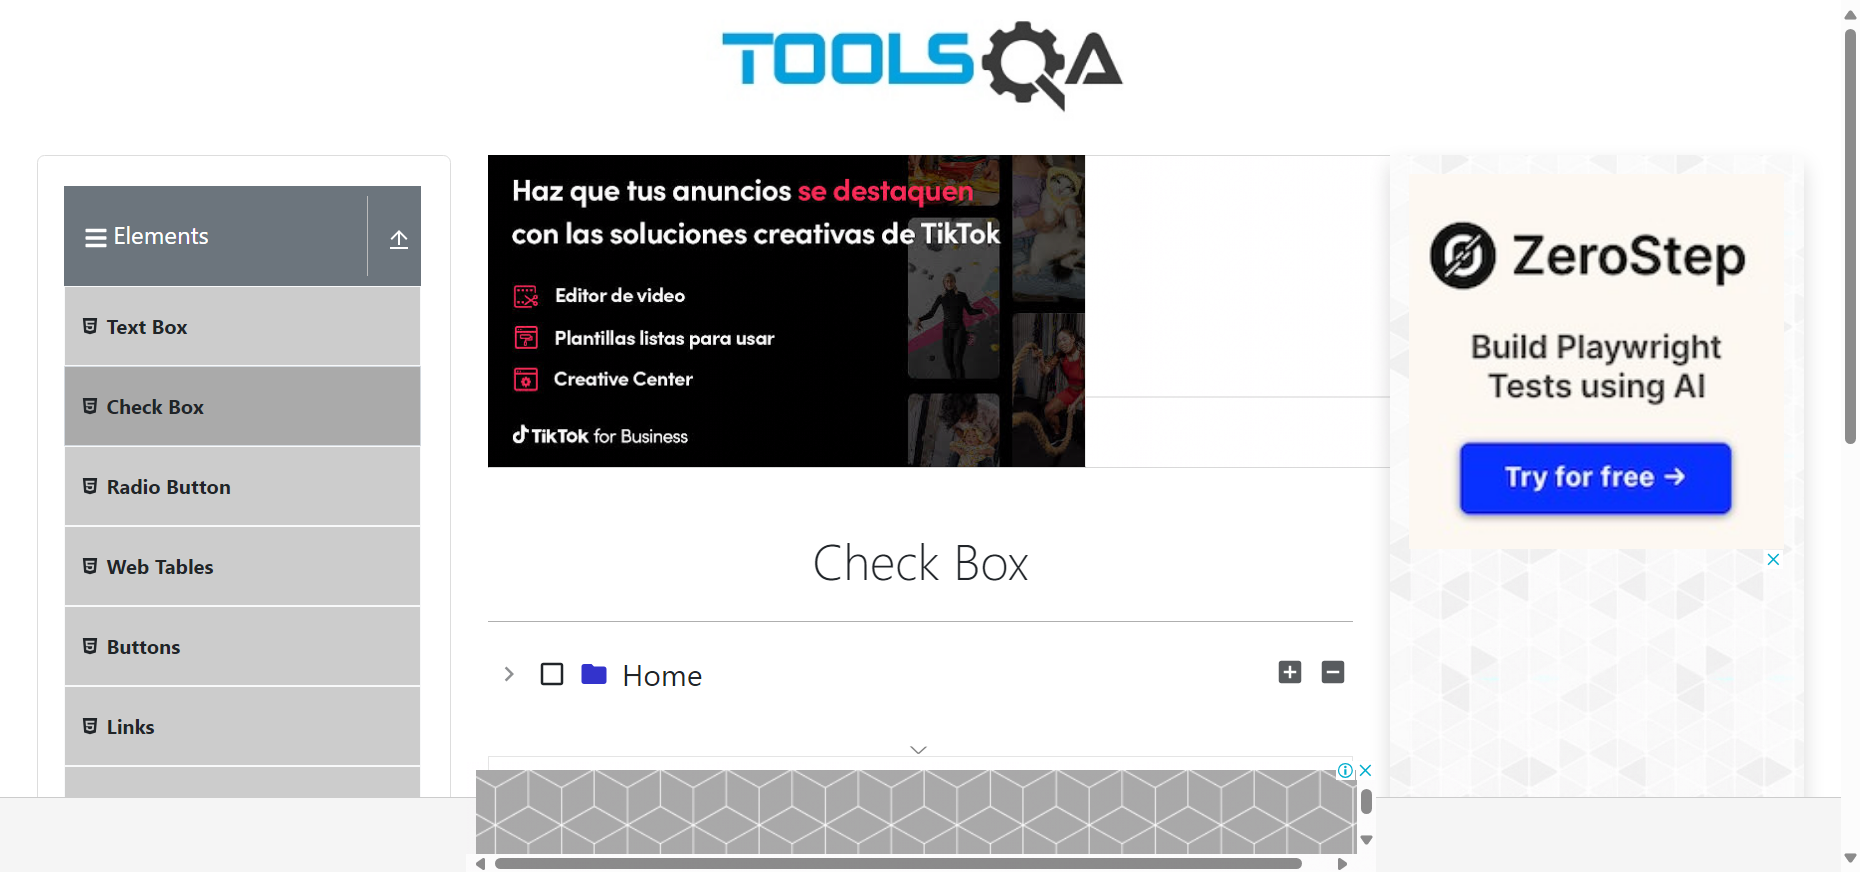 TOOLSQA
Elements
Text Box
Check Box
Radio Button
Web Tables
Buttons
Links
Haz que tus anuncios se destaquen
con las soluciones creativas de TikTok
Editor de video
Plantillas listas para usar
Creative Center
TikTok for Business
Check Box
Home
ZeroStep
Build Playwright
Tests using AI
Try for free →